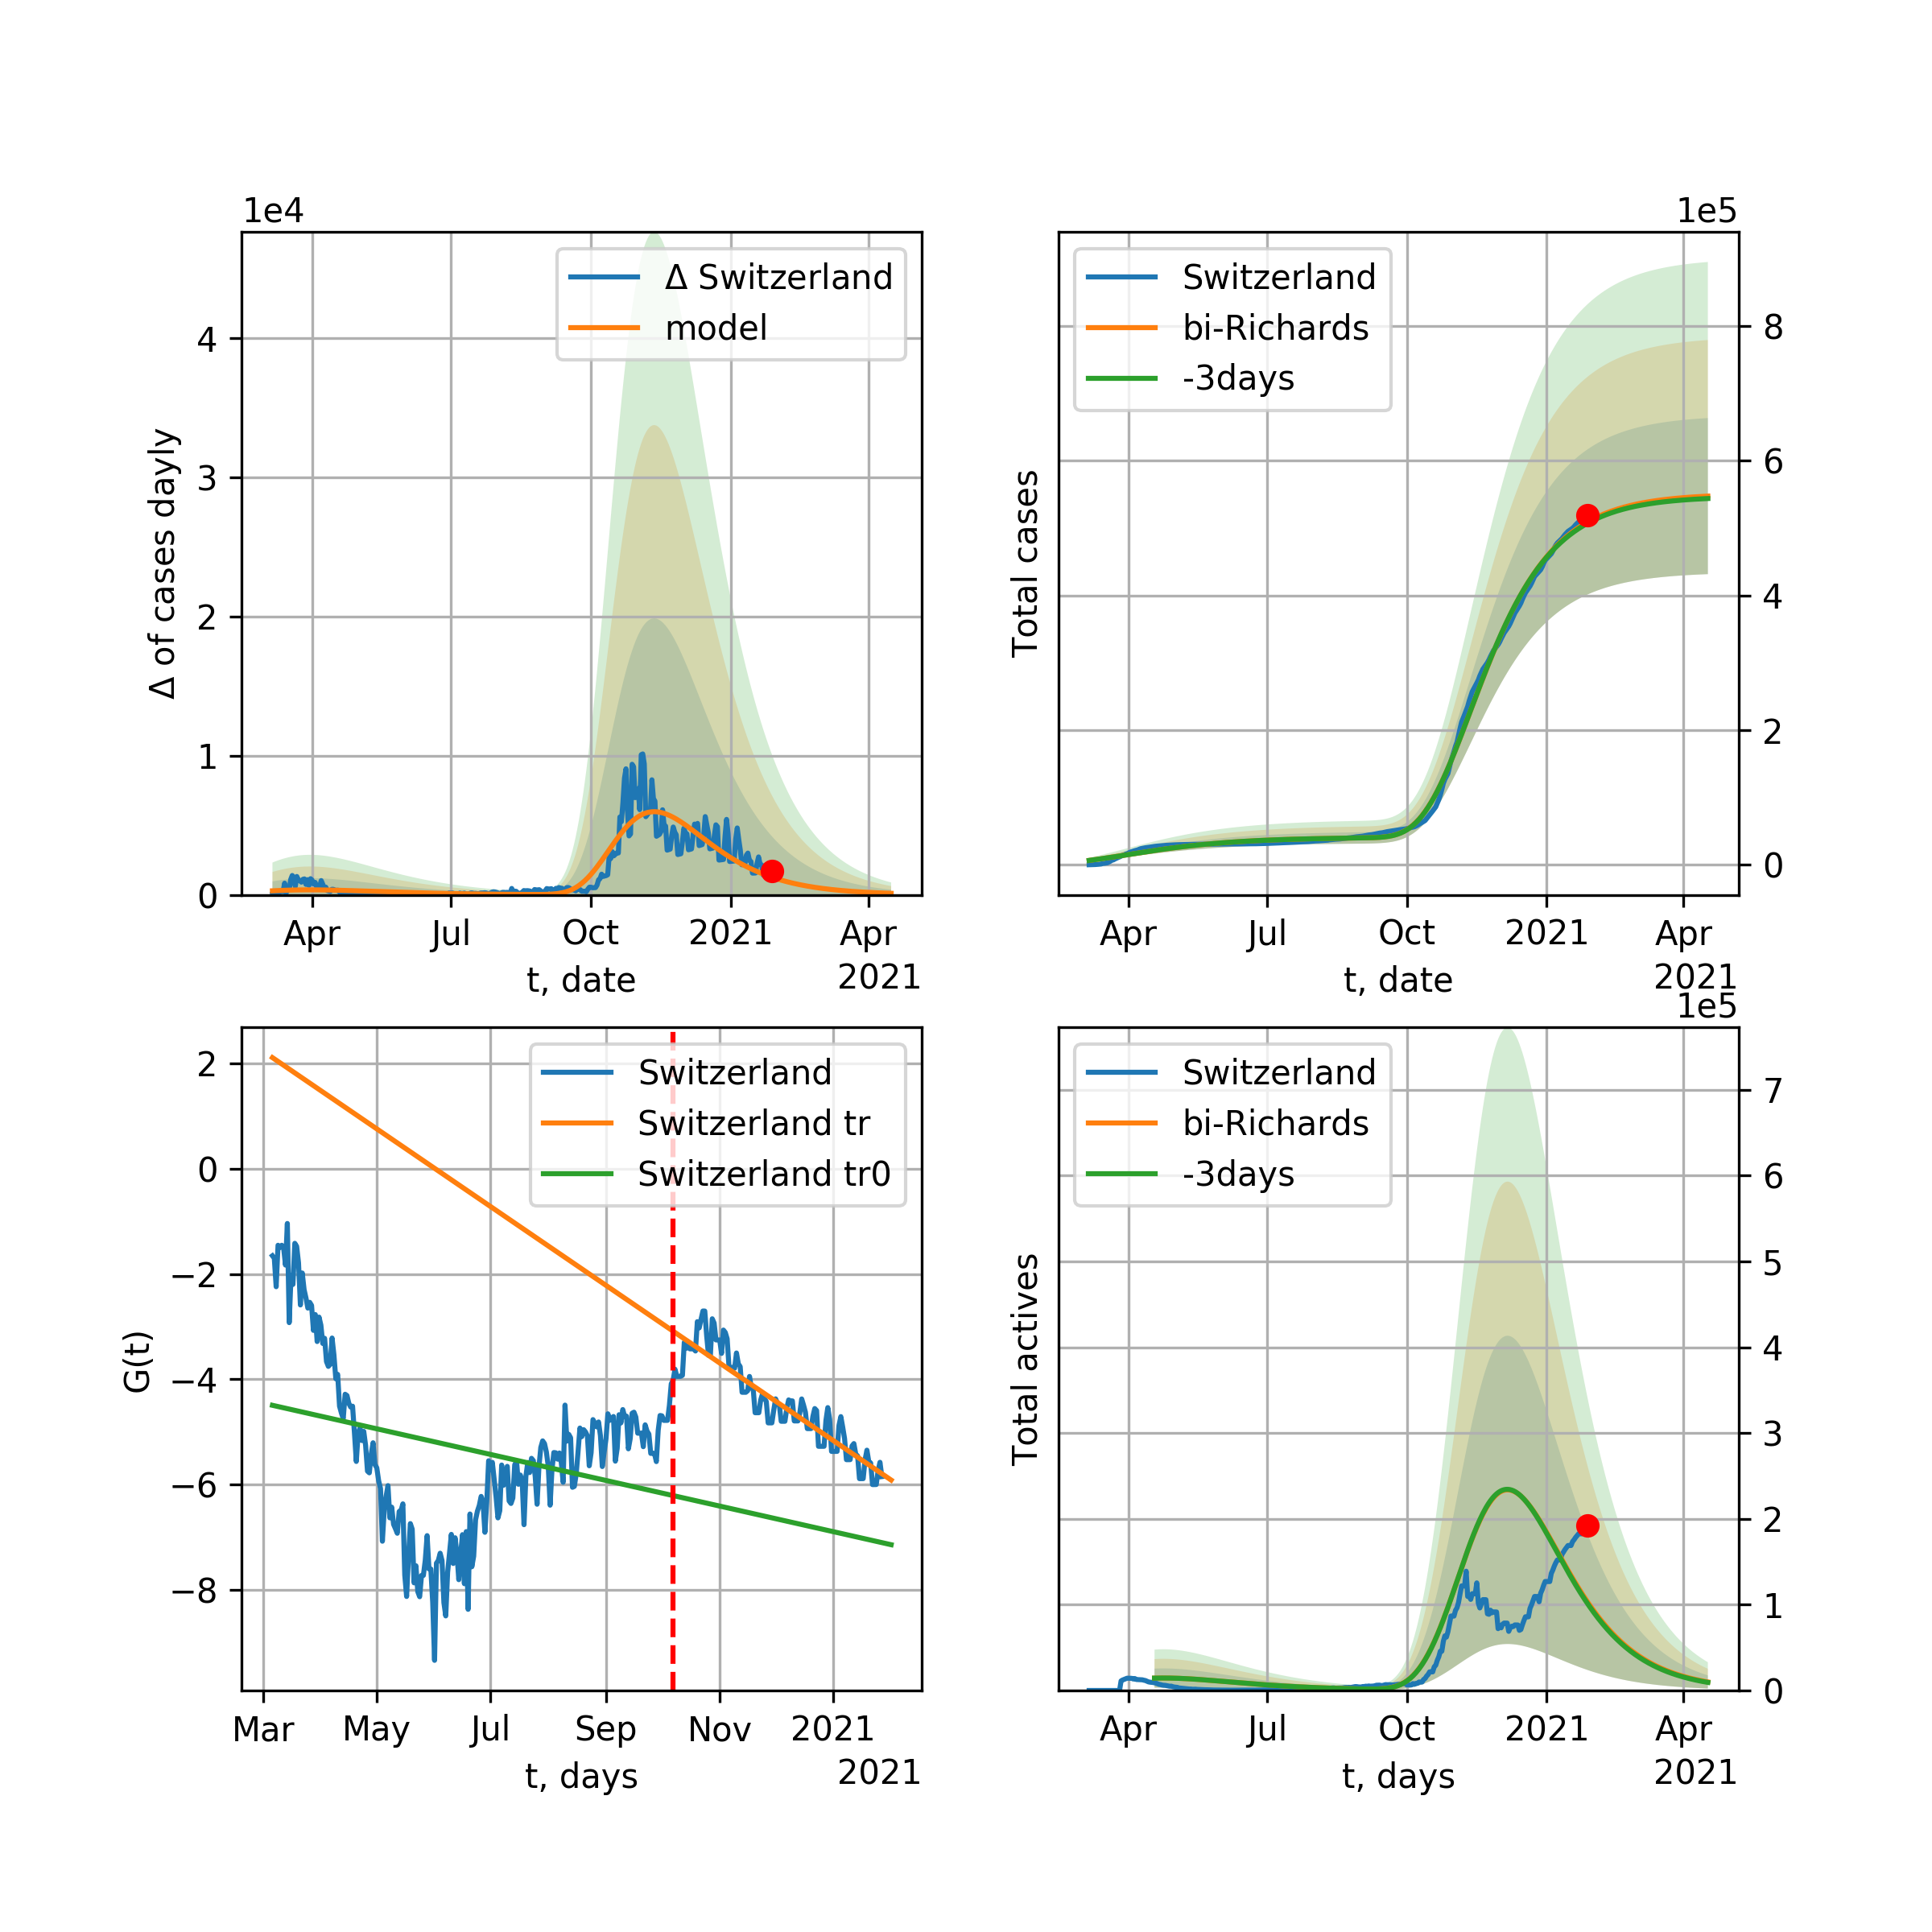 1e4
Δ of cases dayly
4
3
2
1
0
Δ Switzerland
model
Apr
Jul
Oct
2021
Apr
t, date
2021
1e5
Total cases
Switzerland
bi-Richards
-3days
8
6
4
2
0
Apr
Jul
Oct
2021
Apr
t, date
2021
G(t)
2
0
−2
−4
−6
−8
Switzerland
Switzerland tr
Switzerland tr0
Mar
May
Jul
Sep
Nov
2021
t, days
2021
1e5
Total actives
Switzerland
bi-Richards
-3days
7
6
5
4
3
2
1
0
Apr
Jul
Oct
2021
Apr
t, days
2021